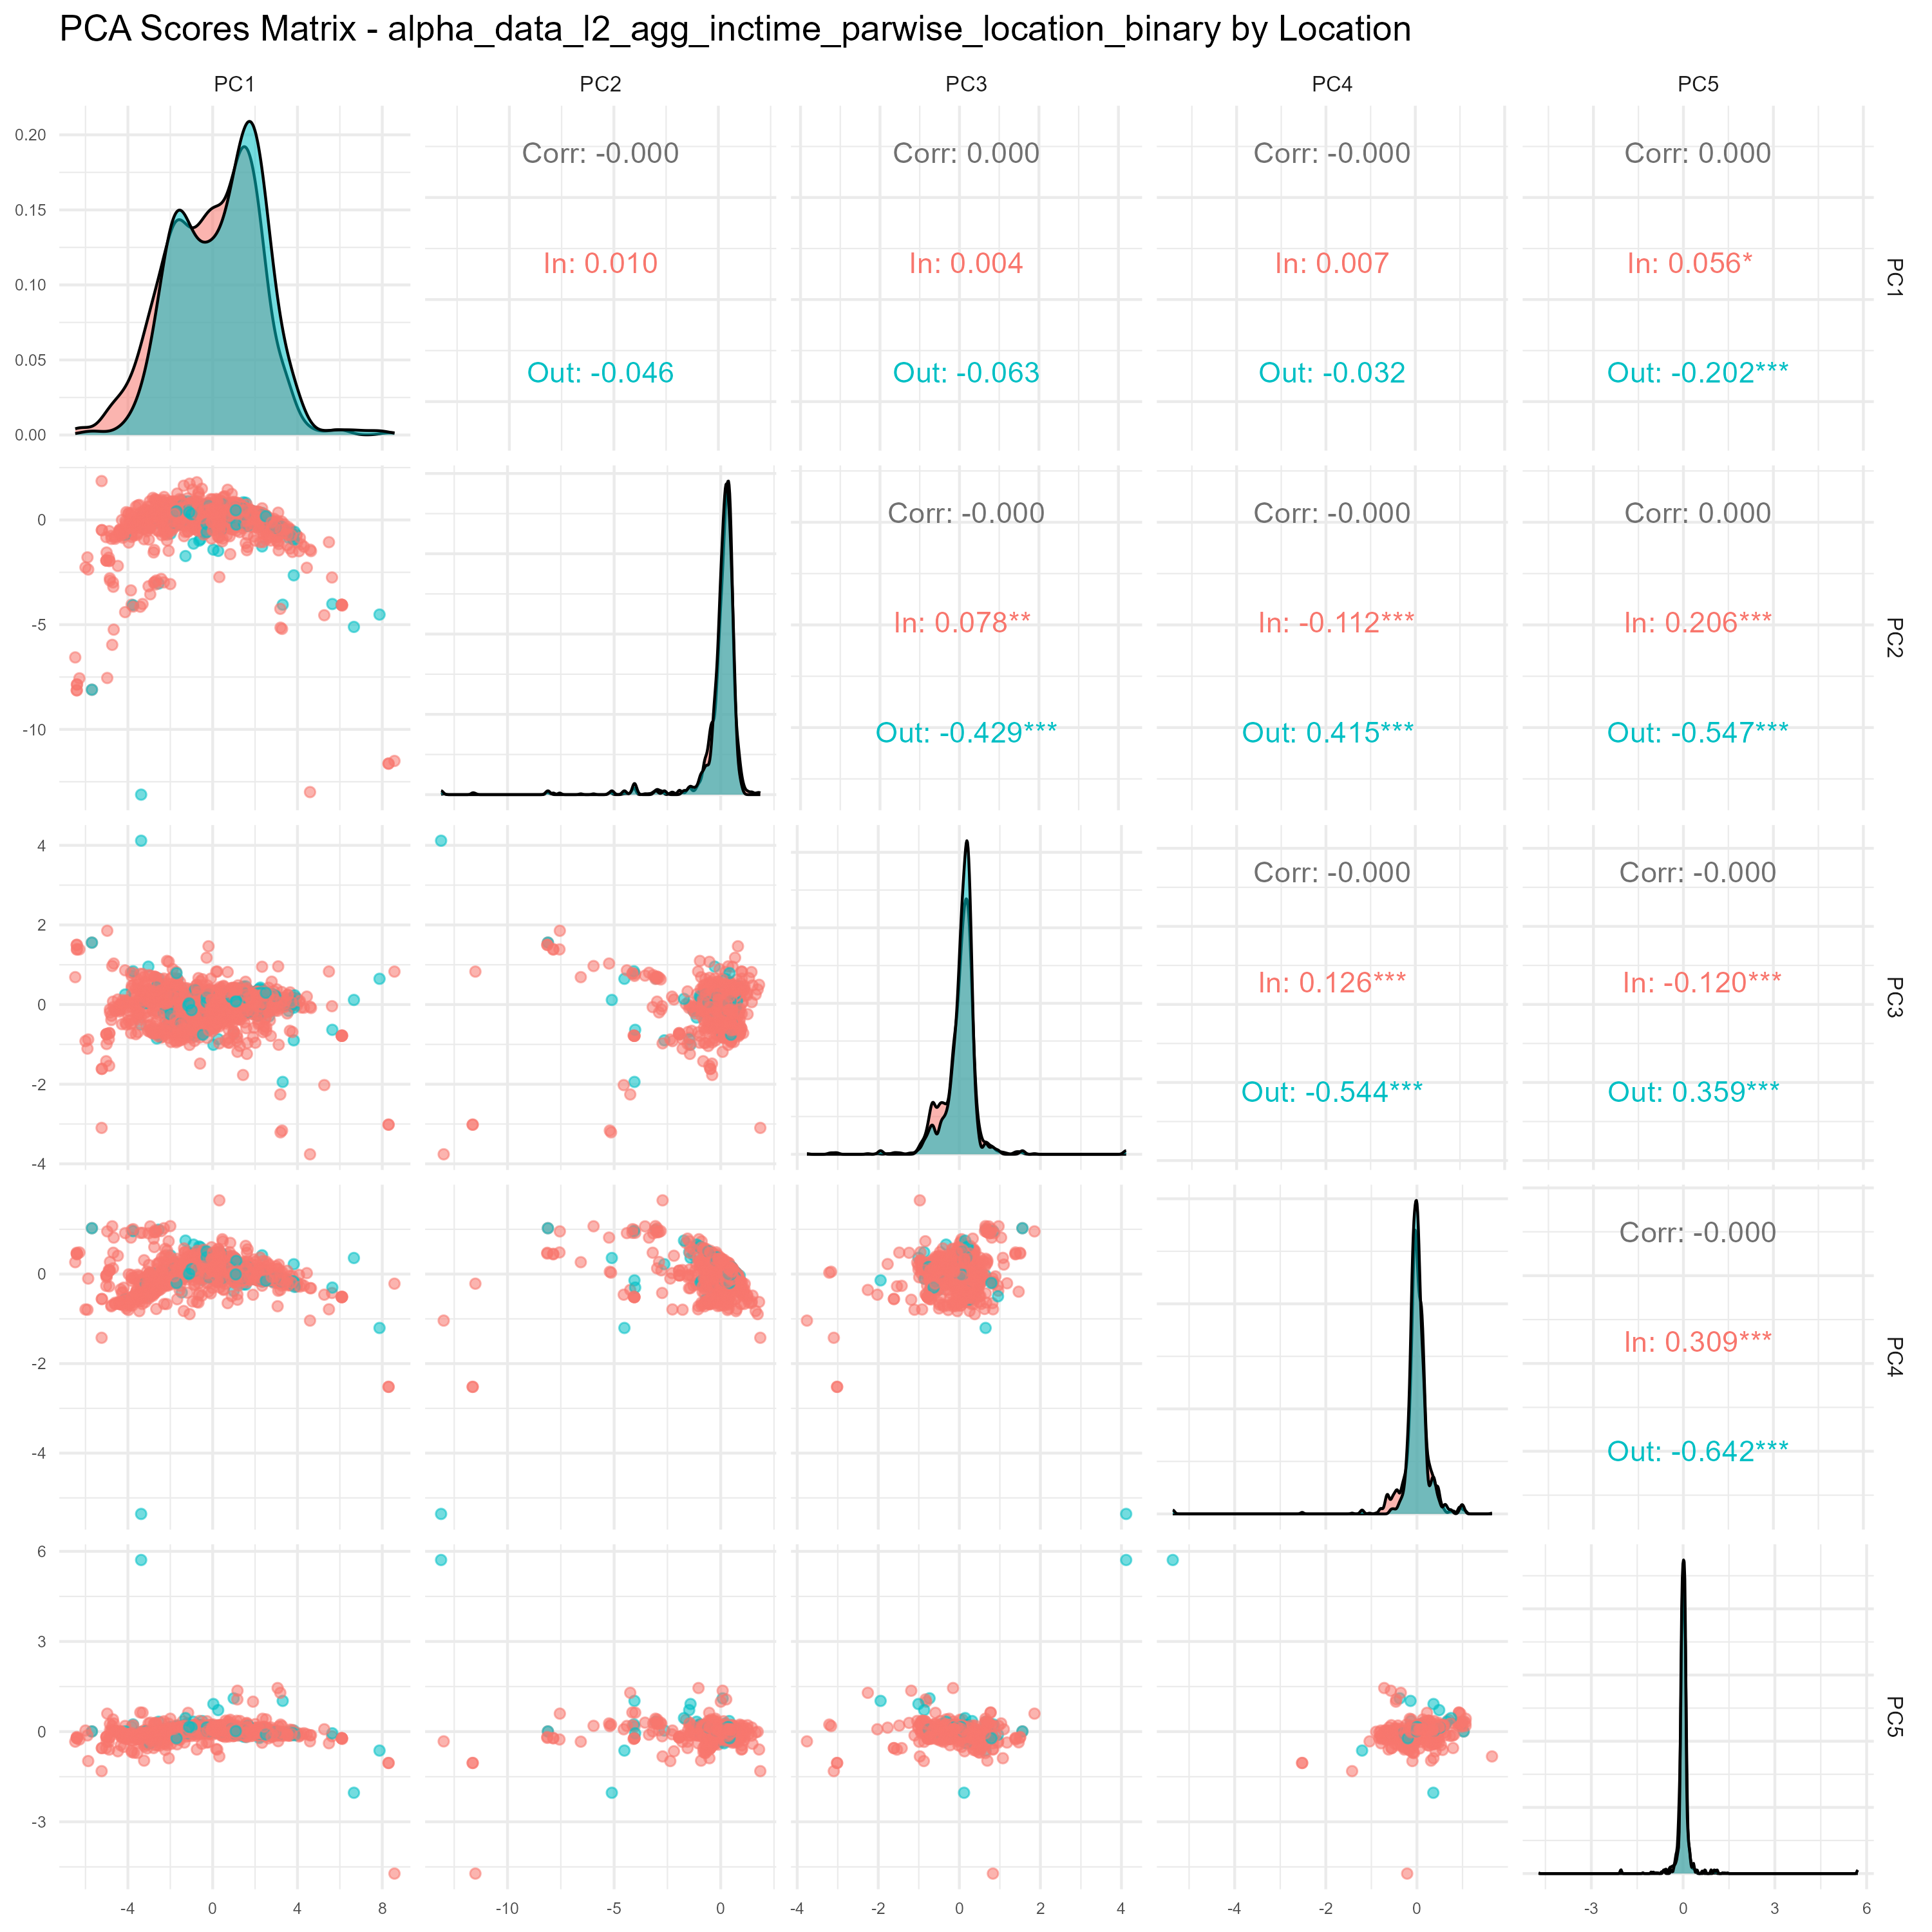 PCA Scores Matrix - alpha_data_l2_agg_inctime_parwise_location_binary by Location
PC1 PC2 PC3 PC4 PC5
0.20
0.15
0.10
0.05
0.00
Corr: -0.000
In: 0.010
Out: -0.046
Corr: 0.000
In: 0.004
Out: -0.063
Corr: -0.000
In: 0.007
Out: -0.032
Corr: 0.000
In: 0.056*
Out: -0.202***
PC1
0
-5
-10
Corr: -0.000
In: 0.078**
Out: -0.429***
Corr: -0.000
In: -0.112***
Out: 0.415***
Corr: 0.000
In: 0.206***
Out: -0.547***
PC2
4
2
0
-2
-4
Corr: -0.000
In: 0.126***
Out: -0.544***
Corr: -0.000
In: -0.120***
Out: 0.359***
PC3
0
-2
-4
Corr: -0.000
In: 0.309***
Out: -0.642***
PC4
6
3
0
-3
PC5
-4 0 4 8
-10 -5 0
-4 -2 0 2 4
-4 -2 0
-3 0 3 6